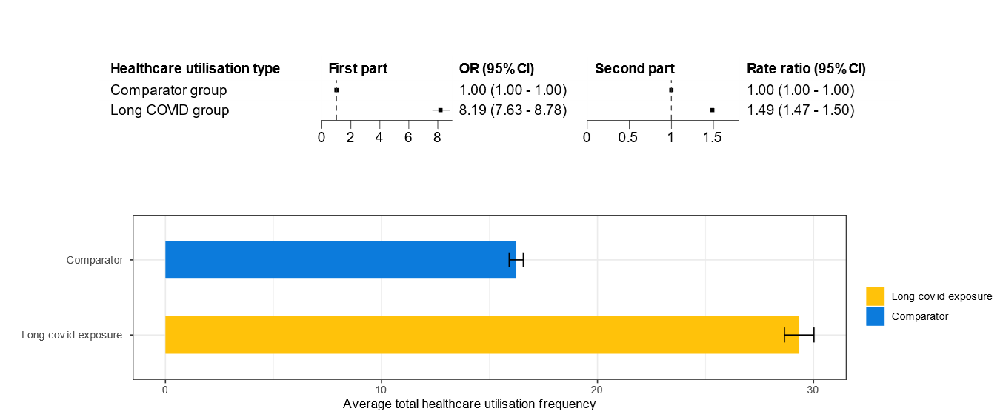 Healthcare utilisation type First part OR (95% CI) Second part Rate ratio (95% CI)
Comparator group 1.00 (1.00 - 1.00) 1.00 (1.00 - 1.00)
Long COVID group 8.19 (7.63 - 8.78) 1.49 (1.47 - 1.50)
0 2 4 6 8 0 0.5 1 1.5
Comparator
Long covid exposure
0 10 20 30
Average total healthcare utilisation frequency
Long covid exposure
Comparator